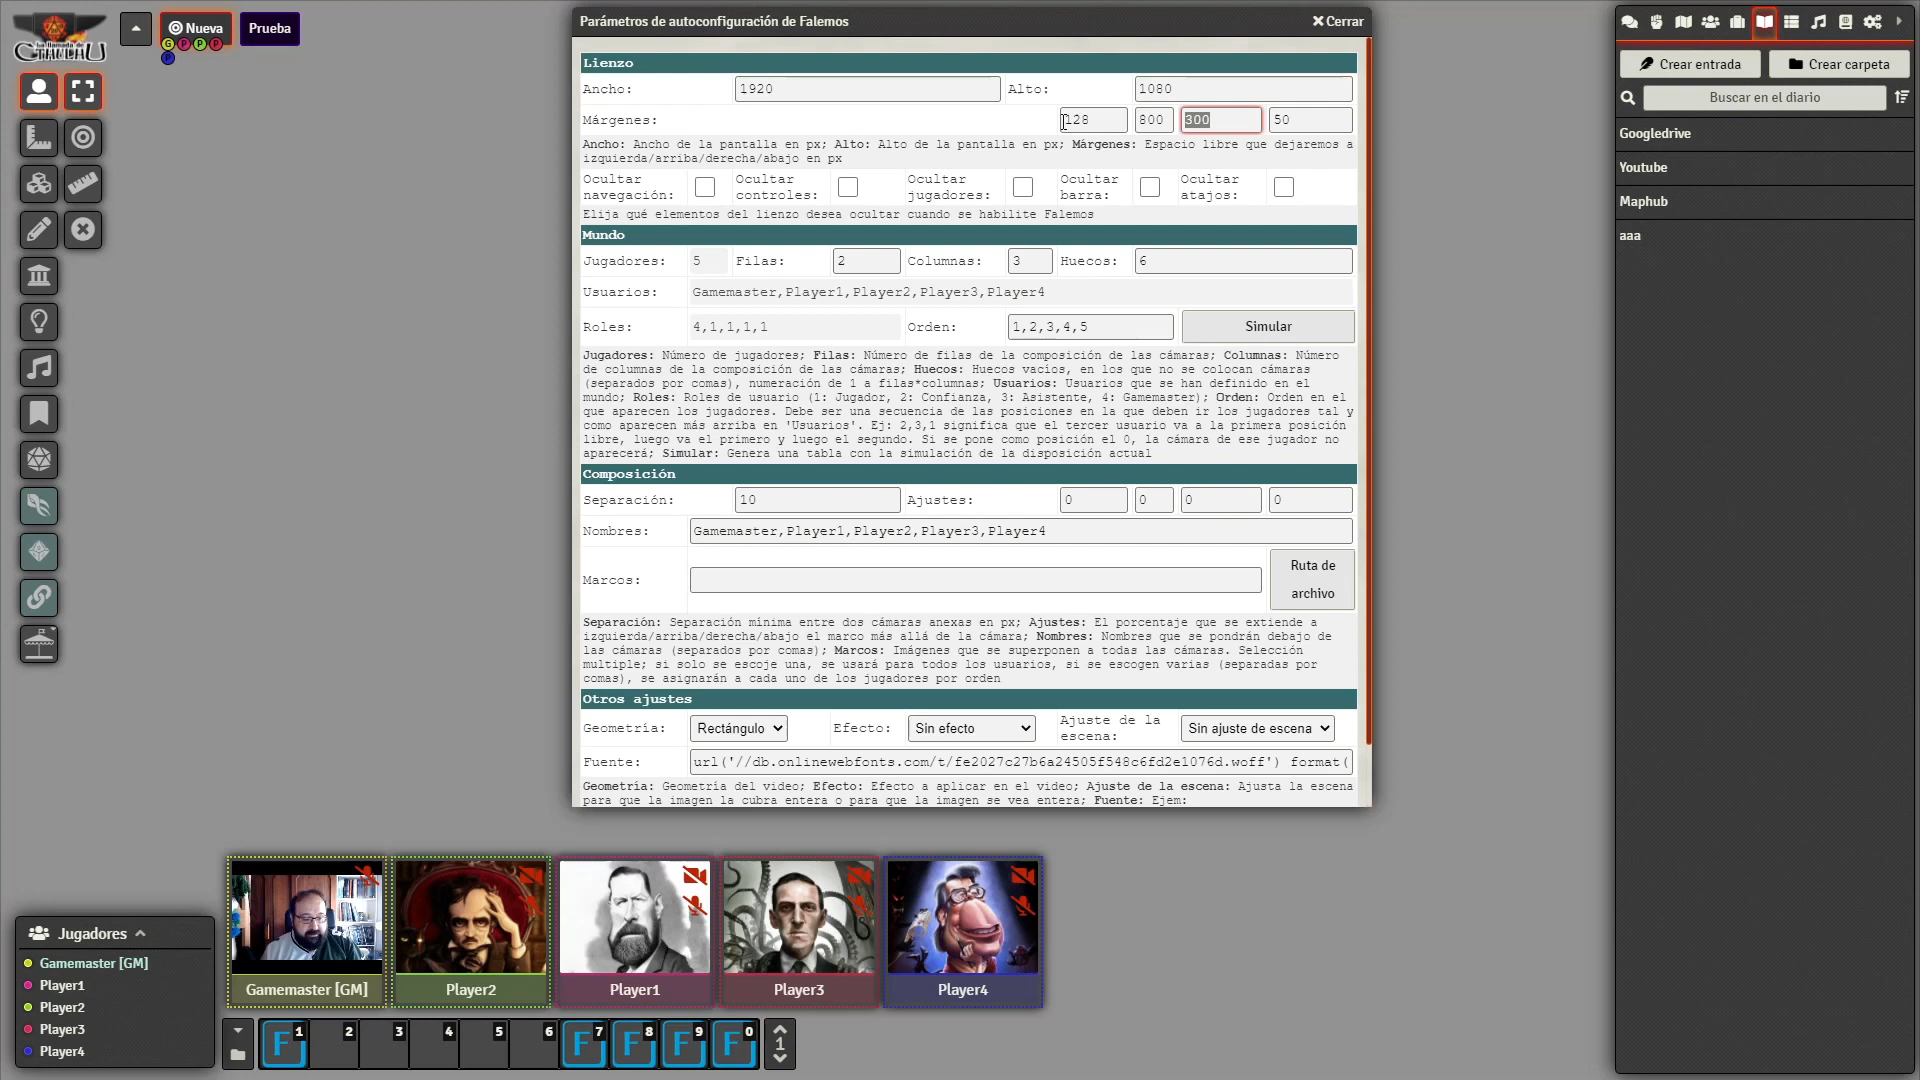 La llamada de
CTHULHU
Nueva
G P P P
P
Prueba
Parámetros de autoconfiguración de Falemos
Cerrar
Lienzo
Ancho: 1920 Alto: 1080
Márgenes: 128 800 300 50
Ancho: Ancho de la pantalla en px; Alto: Alto de la pantalla en px; Márgenes: Espacio libre que dejaremos a
izquierda/arriba/derecha/abajo en px
Ocultar navegación: Ocultar controles: Ocultar jugadores: Ocultar barra: Ocultar atajos:
Elija qué elementos del lienzo desea ocultar cuando se habilite Falemos
Mundo
Jugadores: 5 Filas: 2 Columnas: 3 Huecos: 6
Usuarios: Gamemaster,Player1,Player2,Player3,Player4
Roles: 4,1,1,1,1 Orden: 1,2,3,4,5 Simular
Jugadores: Número de jugadores; Filas: Número de filas de la composición de las cámaras; Columnas: Número
de columnas de la composición de las cámaras; Huecos: Huecos vacíos, en los que no se colocan cámaras
(separados por comas), numeración de 1 a filas*columnas; Usuarios: Usuarios que se han definido en el
mundo; Roles: Roles de usuario (1: Jugador, 2: Confianza, 3: Asistente, 4: Gamemaster); Orden: Orden en el
que aparecen los jugadores. Debe ser una secuencia de las posiciones en la que deben ir los jugadores tal y
como aparecen más arriba en 'Usuarios'. Ej: 2,3,1 significa que el tercer usuario va a la primera posición
libre, luego va el primero y luego el segundo. Si se pone como posición el 0, la cámara de ese jugador no
aparecerá; Simular: Genera una tabla con la simulación de la disposición actual
Composición
Separación: 10 Ajustes: 0 0 0 0
Nombres: Gamemaster,Player1,Player2,Player3,Player4
Marcos: Ruta de archivo
Separación: Separación mínima entre dos cámaras anexas en px; Ajustes: El porcentaje que se extiende a
izquierda/arriba/derecha/abajo el marco más allá de la cámara; Nombres: Nombres que se pondrán debajo de
las cámaras (separados por comas); Marcos: Imágenes que se superponen a todas las cámaras. Selección
multiple; si solo se escoje una, se usará para todos los usuarios, si se escogen varias (separadas por
comas), se asignarán a cada uno de los jugadores por orden
Otros ajustes
Geometría: Rectángulo Efecto: Sin efecto Ajuste de la escena: Sin ajuste de escena
Fuente: url('//db.onlinewebfonts.com/t/fe2027c27b6a24505f548c6fd2e1076d.woff') format(
Geometría: Geometría del video; Efecto: Efecto a aplicar en el video; Ajuste de la escena: Ajusta la escena
para que la imagen la cubra entera o para que la imagen se vea entera; Fuente: Ejem:
Crear entrada
Crear carpeta
Buscar en el diario
Googledrive
Youtube
Maphub
aaa
Gamemaster [GM]
Player2
Player1
Player3
Player4
Jugadores
Gamemaster [GM]
Player1
Player2
Player3
Player4
F 1 2 3 4 5 6 F 7 F 8 F 9 F 0
1